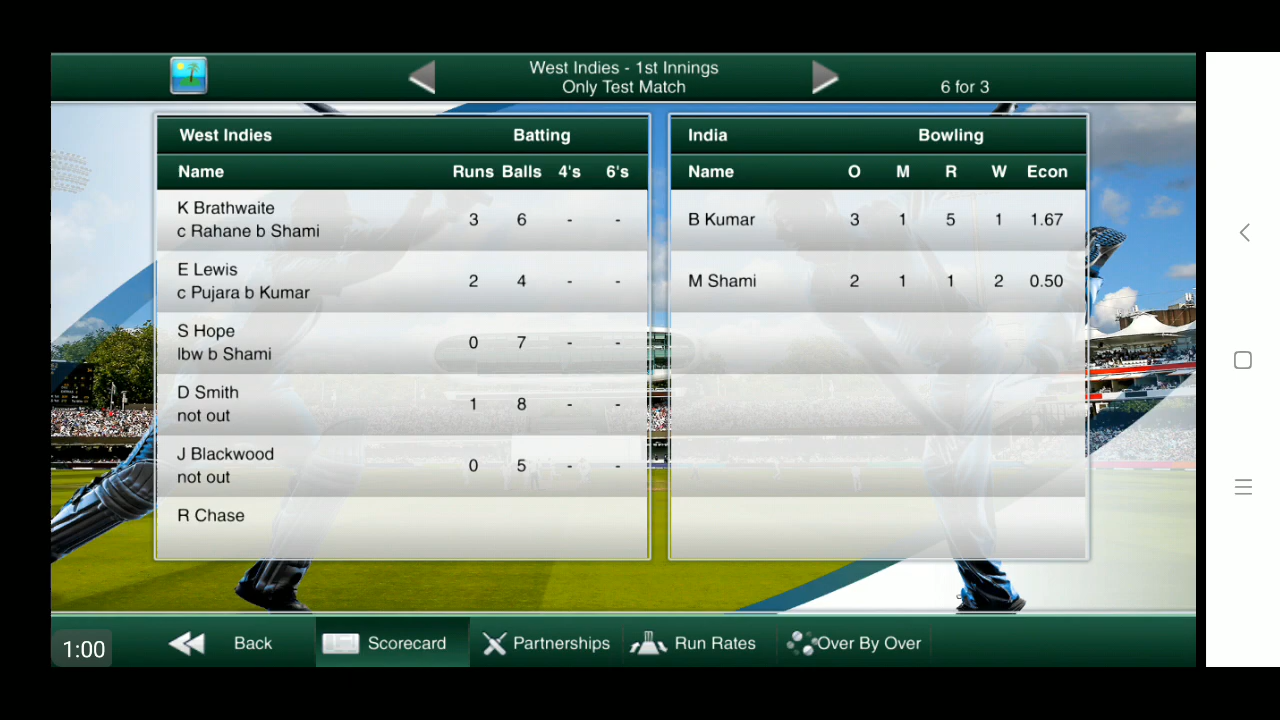 West Indies - 1st Innings
Only Test Match
6 for 3
West Indies Batting
Name Runs Balls 4's 6's
K Brathwaite
c Rahane b Shami 3 6 - -
E Lewis
c Pujara b Kumar 2 4 - -
S Hope
lbw b Shami 0 7 - -
D Smith
not out 1 8 - -
J Blackwood
not out 0 5 - -
R Chase
India Bowling
Name O M R W Econ
B Kumar 3 1 5 1 1.67
M Shami 2 1 1 2 0.50
1:00
Back Scorecard Partnerships Run Rates Over By Over